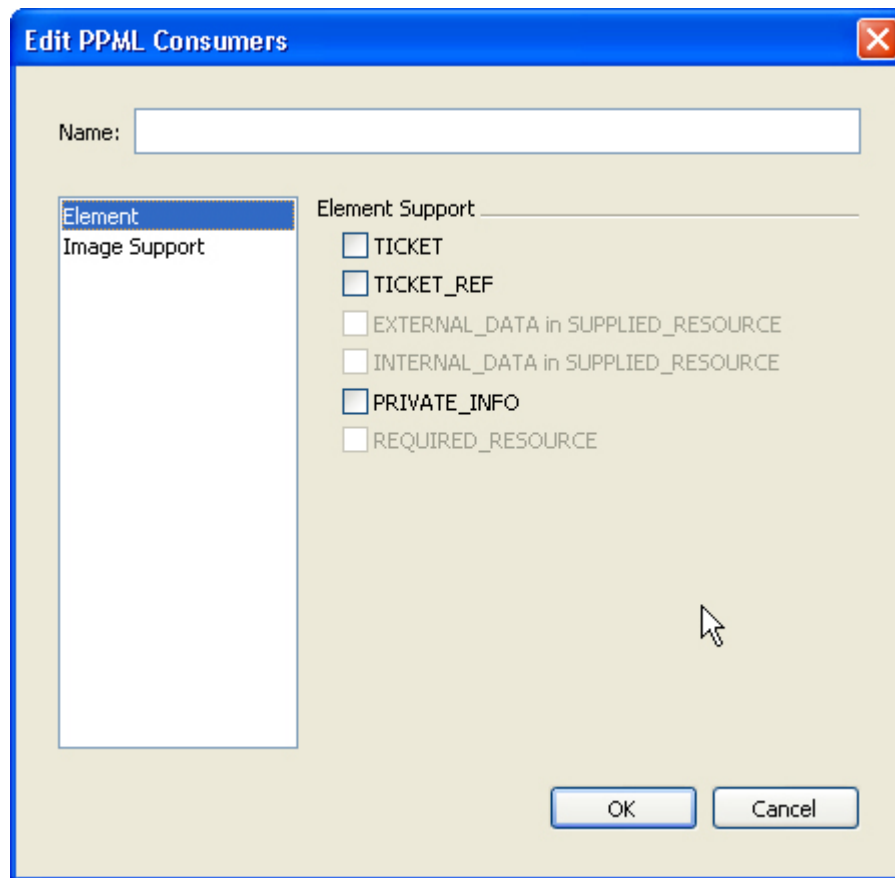 Edit PPML Consumers
Name:
Element
Image Support
Element Support
TICKET
TICKET_REF
EXTERNAL_DATA in SUPPLIED_RESOURCE
INTERNAL_DATA in SUPPLIED_RESOURCE
PRIVATE_INFO
REQUIRED_RESOURCE
OK
Cancel